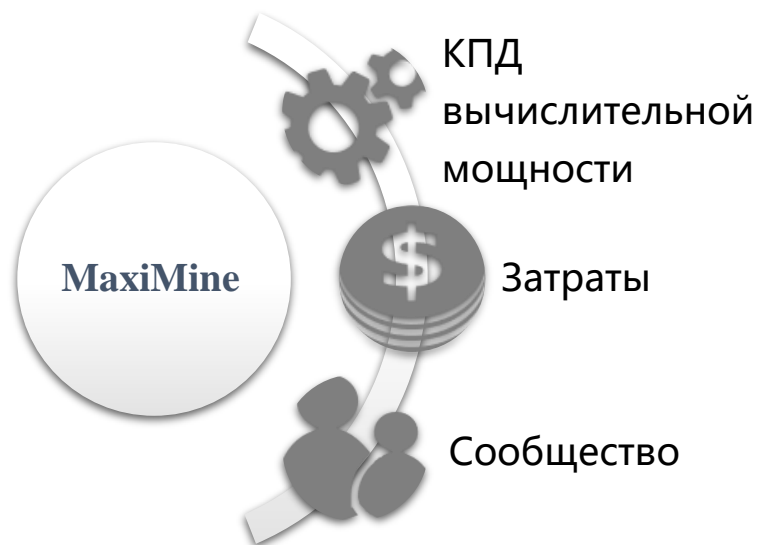 MaxiMine
КПД
вычислительной
мощности
Затраты
Сообщество